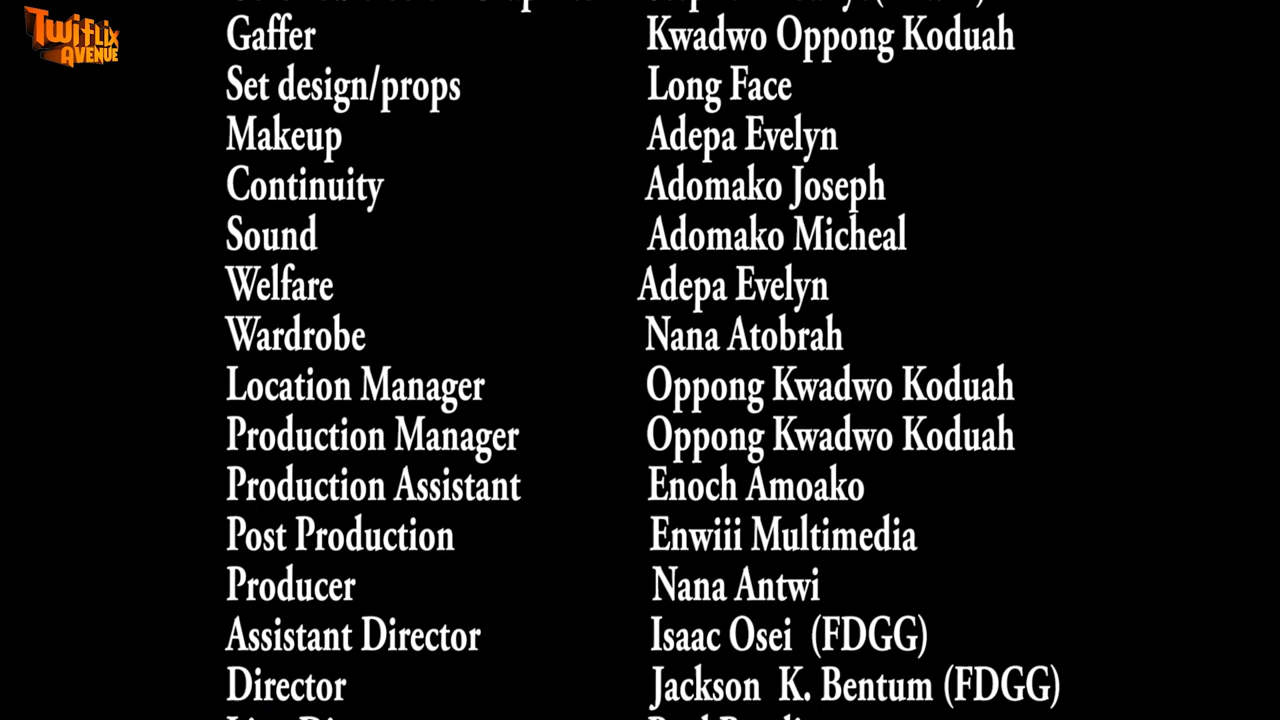 Twiflix
AVENUE
Gaffer Kwadwo Oppong Koduah
Set design/props Long Face
Makeup Adepa Evelyn
Continuity Adomako Joseph
Sound Adomako Micheal
Welfare Adepa Evelyn
Wardrobe Nana Atobrah
Location Manager Oppong Kwadwo Koduah
Production Manager Oppong Kwadwo Koduah
Production Assistant Enoch Amoako
Post Production Enwiii Multimedia
Producer Nana Antwi
Assistant Director Isaac Osei (FDGG)
Director Jackson K. Bentum (FDGG)